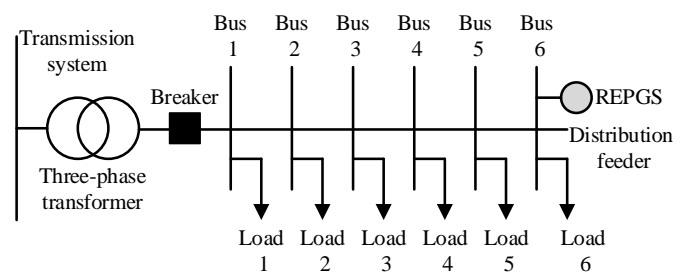 Transmission
system
Breaker
Three-phase
transformer
Bus
1
Bus
2
Bus
3
Bus
4
Bus
5
Bus
6
REPGS
Distribution
feeder
Load
1
Load
2
Load
3
Load
4
Load
5
Load
6